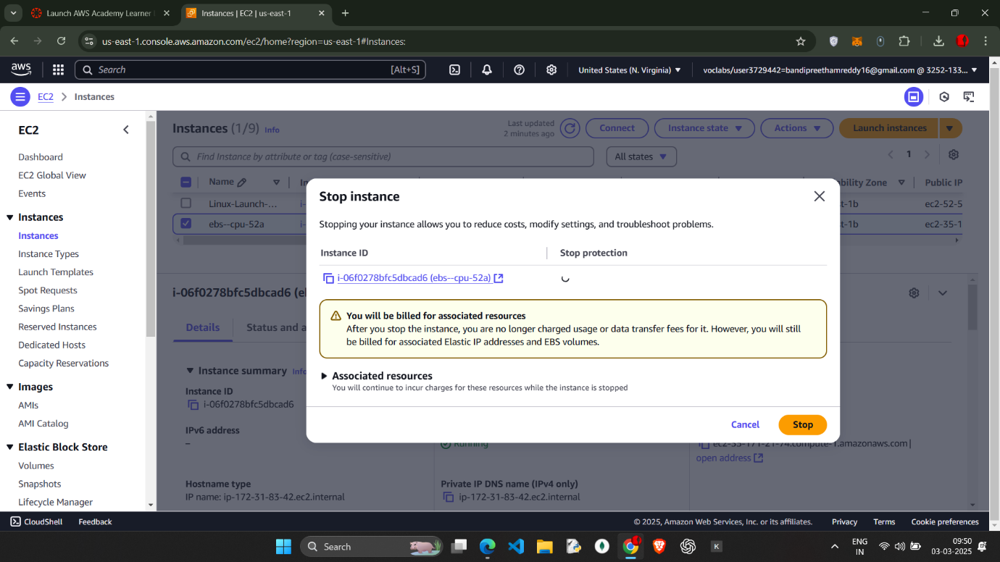 Launch AWS Academy Learner
Instances | EC2 | us-east-1
us-east-1.console.aws.amazon.com/ec2/home?region=us-east-1#Instances:
aws
Search
[Alt+S]
United States (N. Virginia)
voclabs/user3729442=bandipreethamreddy16@gmail.com @ 3252-133...
EC2
Instances
EC2
Dashboard
EC2 Global View
Events
Instances
Instances
Instance Types
Launch Templates
Spot Requests
Savings Plans
Reserved Instances
Dedicated Hosts
Capacity Reservations
Images
AMIs
AMI Catalog
Elastic Block Store
Volumes
Snapshots
Lifecycle Manager
Instances (1/9) Info
Last updated
2 minutes ago
Connect
Instance state
Actions
Launch instances
Find Instance by attribute or tag (case-sensitive)
All states
1
Name
Public IP
Linux-Launch-...
st-1b
ec2-52-5
ebs--cpu-52a
st-1b
ec2-35-1
Stop instance
Stopping your instance allows you to reduce costs, modify settings, and troubleshoot problems.
Instance ID
Stop protection
i-06f0278bfc5dbcad6 (ebs--cpu-52a)
You will be billed for associated resources
After you stop the instance, you are no longer charged usage or data transfer fees for it. However, you will still
be billed for associated Elastic IP addresses and EBS volumes.
Associated resources
You will continue to incur charges for these resources while the instance is stopped
Cancel
Stop
i-06f0278bfc5dbcad6 (eb
Details
Status and a
Instance summary Info
Instance ID
i-06f0278bfc5dbcad6
IPv6 address
–
Running
ec2-35-171-21-74.compute-1.amazonaws.com |
open address
Hostname type
IP name: ip-172-31-83-42.ec2.internal
Private IP DNS name (IPv4 only)
ip-172-31-83-42.ec2.internal
CloudShell
Feedback
© 2025, Amazon Web Services, Inc. or its affiliates.
Privacy
Terms
Cookie preferences
Search
K
ENG
IN
09:50
03-03-2025